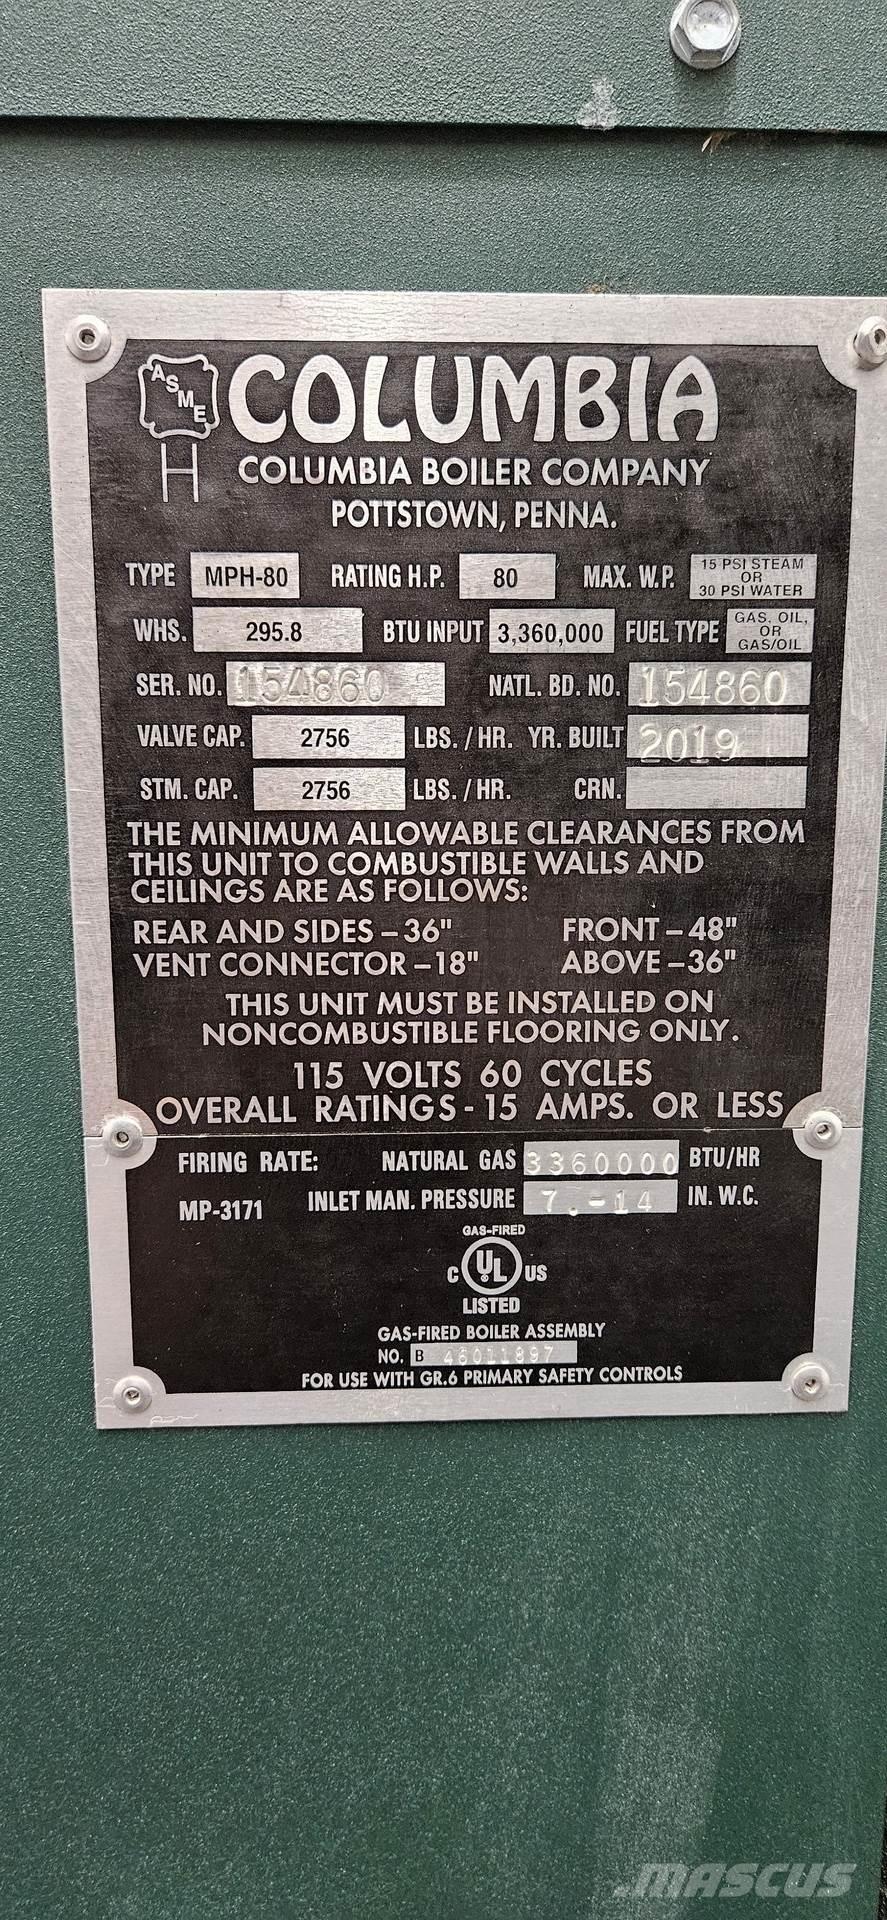 ASME
H
COLUMBIA
COLUMBIA BOILER COMPANY
POTTSTOWN, PENNA.
TYPE MPH-80 RATING H.P. 80 MAX. W.P. 15 PSI STEAM OR 30 PSI WATER
WHS. 295.8 BTU INPUT 3,360,000 FUEL TYPE GAS, OIL, OR GAS/OIL
SER. NO. 154860 NATL. BD. NO. 154860
VALVE CAP. 2756 LBS. / HR. YR. BUILT 2019
STM. CAP. 2756 LBS. / HR. CRN.
THE MINIMUM ALLOWABLE CLEARANCES FROM
THIS UNIT TO COMBUSTIBLE WALLS AND
CEILINGS ARE AS FOLLOWS:
REAR AND SIDES – 36" FRONT – 48"
VENT CONNECTOR – 18" ABOVE – 36"
THIS UNIT MUST BE INSTALLED ON
NONCOMBUSTIBLE FLOORING ONLY.
115 VOLTS 60 CYCLES
OVERALL RATINGS - 15 AMPS. OR LESS
FIRING RATE: NATURAL GAS 3360000 BTU/HR
MP-3171 INLET MAN. PRESSURE 7.-14 IN. W.C.
GAS-FIRED
C UL US
LISTED
GAS-FIRED BOILER ASSEMBLY
NO. B 46011897
FOR USE WITH GR.6 PRIMARY SAFETY CONTROLS
MASCUS